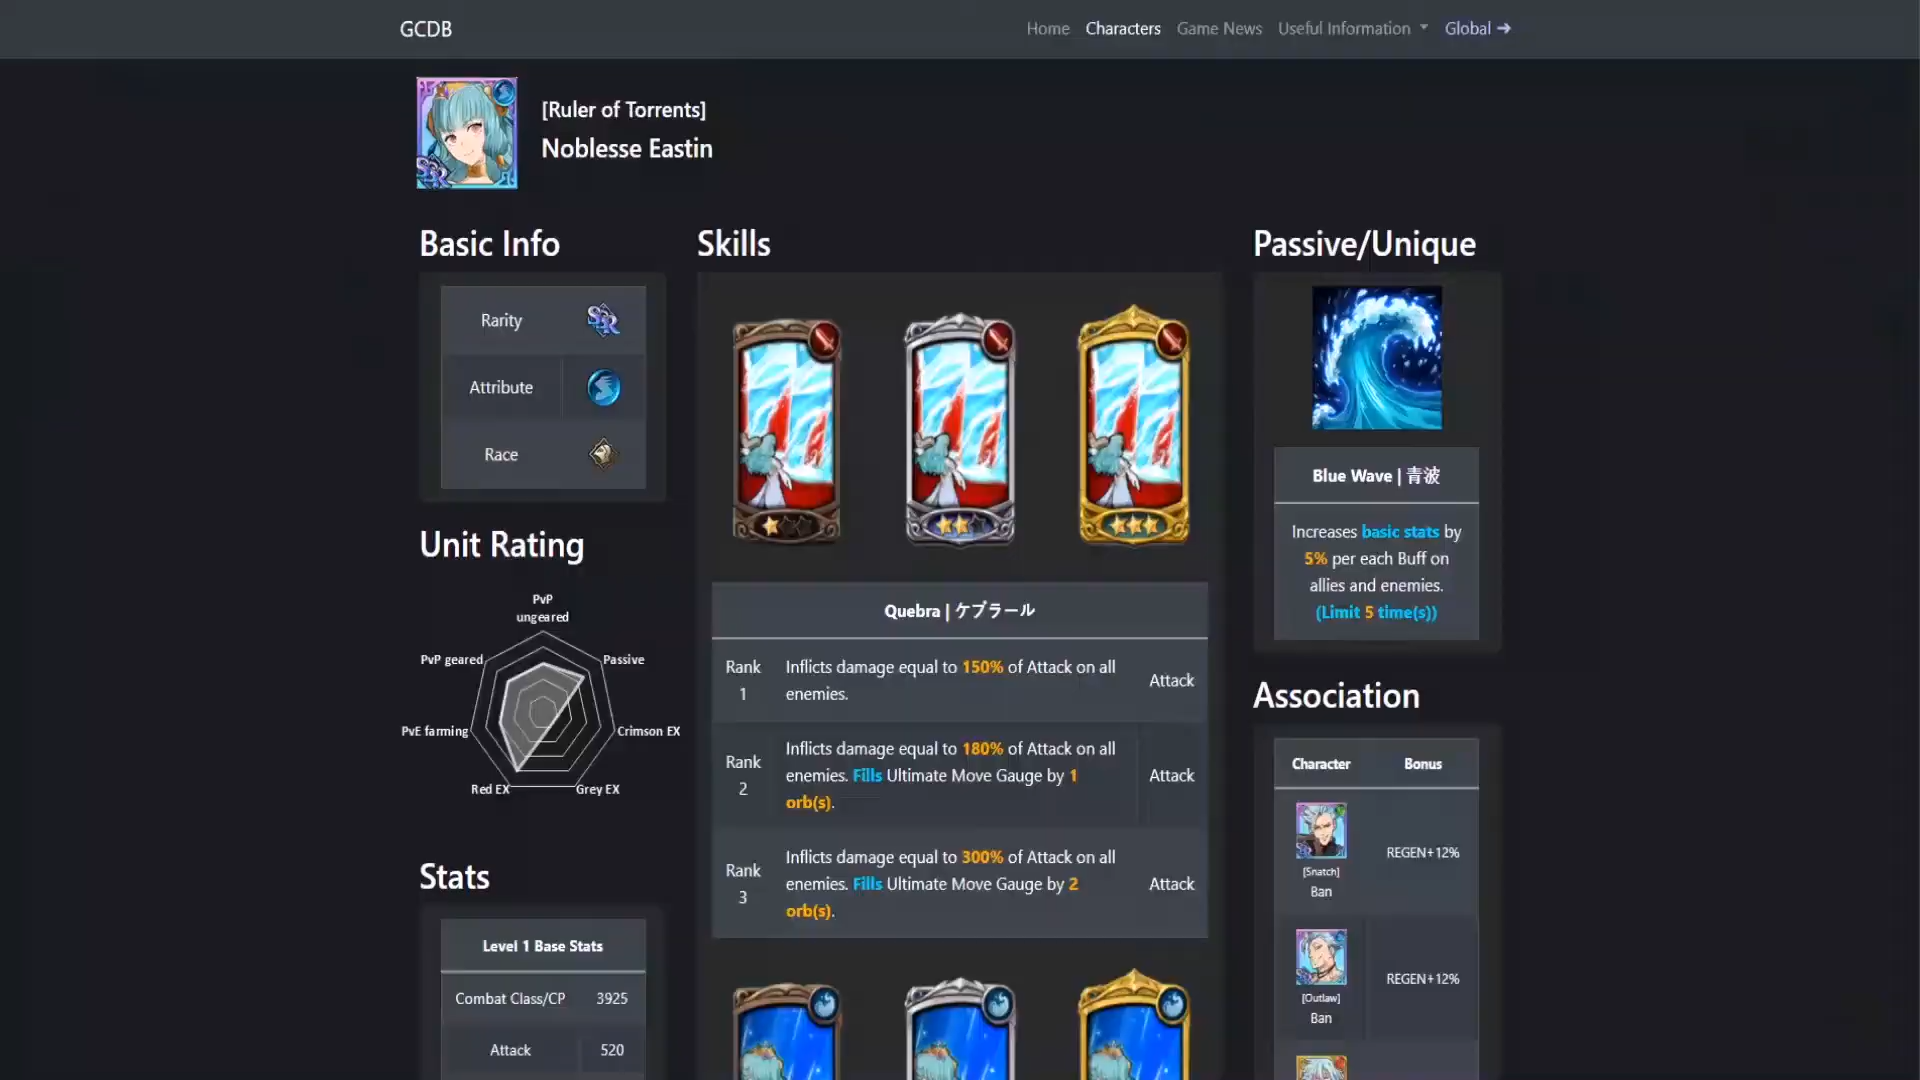 GCDB
Home Characters Game News Useful Information Global ➔
[Ruler of Torrents]
Noblesse Eastin
Basic Info
Rarity
SSR
Attribute
Race
Unit Rating
PvP
ungeared
PvP geared
Passive
PvE farming
Crimson EX
Red EX
Grey EX
Stats
Level 1 Base Stats
Combat Class/CP 3925
Attack 520
Skills
Quebra | ケブラール
Rank
1
Inflicts damage equal to 150% of Attack on all
enemies.
Attack
Rank
2
Inflicts damage equal to 180% of Attack on all
enemies. Fills Ultimate Move Gauge by 1
orb(s).
Attack
Rank
3
Inflicts damage equal to 300% of Attack on all
enemies. Fills Ultimate Move Gauge by 2
orb(s).
Attack
Passive/Unique
Blue Wave | 青波
Increases basic stats by
5% per each Buff on
allies and enemies.
(Limit 5 time(s))
Association
Character Bonus
[Snatch]
Ban
REGEN+12%
[Outlaw]
Ban
REGEN+12%